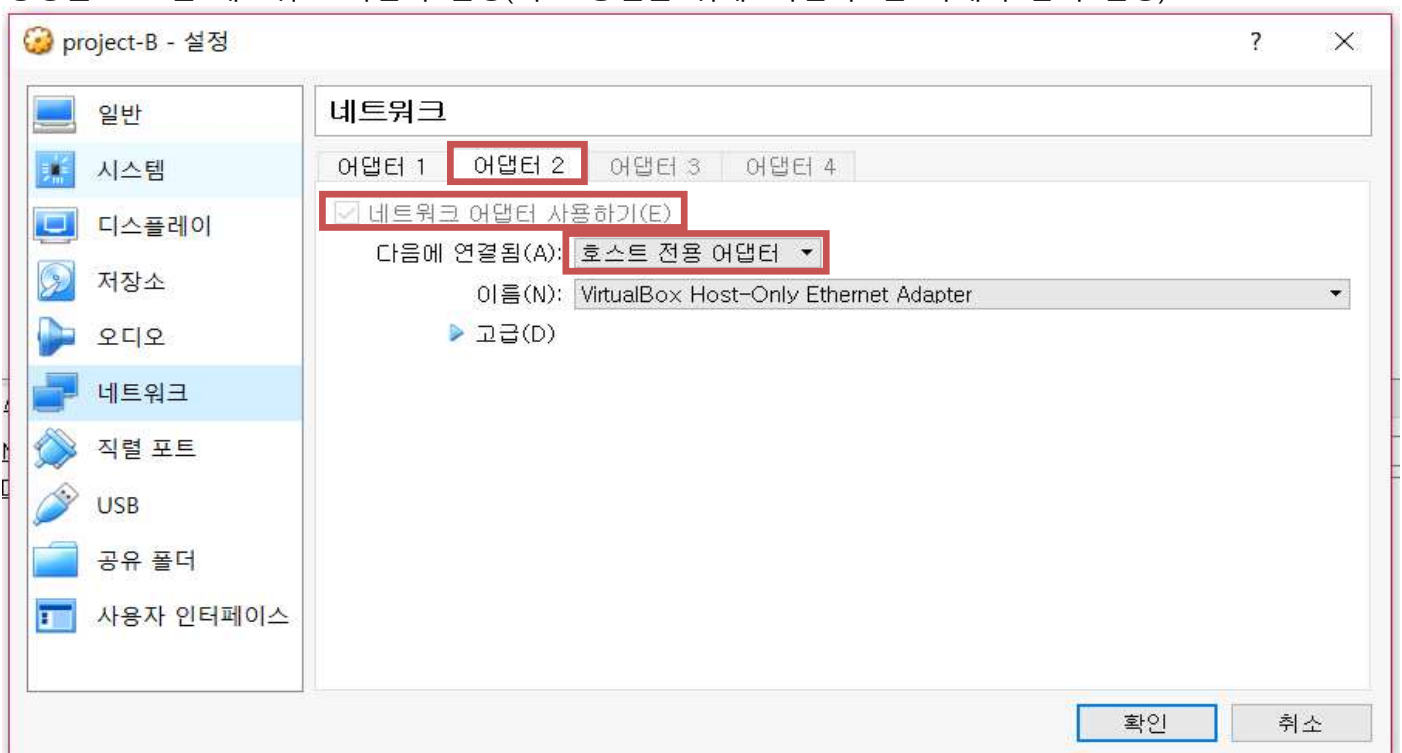 project-B - 설정
?
일반
시스템
디스플레이
저장소
오디오
네트워크
직렬 포트
USB
공유 폴더
사용자 인터페이스
네트워크
어댑터 1 어댑터 2 어댑터 3 어댑터 4
네트워크 어댑터 사용하기(E)
다음에 연결됨(A): 호스트 전용 어댑터
이름(N): VirtualBox Host-Only Ethernet Adapter
고급(D)
확인 취소